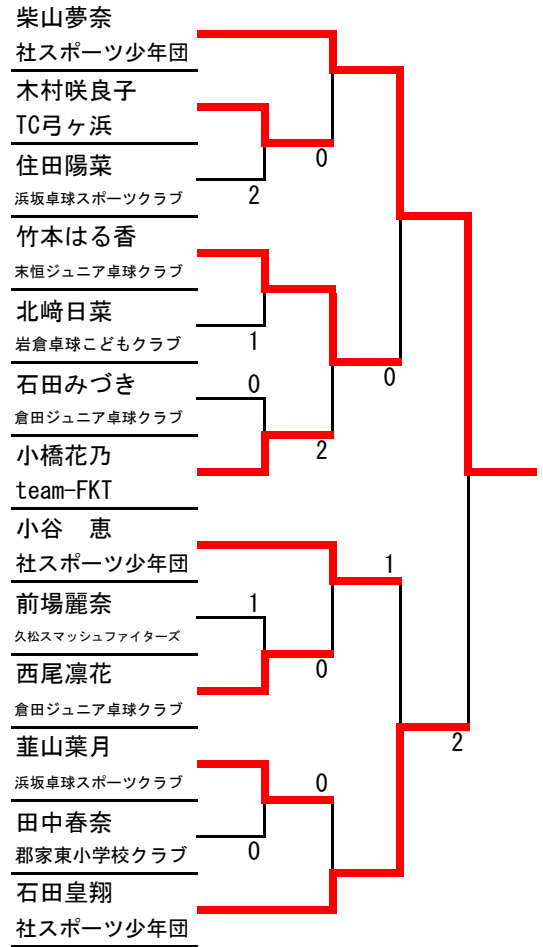 柴山夢奈
社スポーツ少年団
木村咲良子
TC弓ヶ浜
0
住田陽菜
浜坂卓球スポーツクラブ
2
竹本はる香
末恒ジュニア卓球クラブ
北﨑日菜
岩倉卓球こどもクラブ
1
石田みづき
0
0
倉田ジュニア卓球クラブ
小橋花乃
2
team-FKT
小谷　恵
社スポーツ少年団
1
前場麗奈
1
久松スマッシュファイターズ
西尾凛花
0
倉田ジュニア卓球クラブ
韮山葉月
2
浜坂卓球スポーツクラブ
0
田中春奈
郡家東小学校クラブ
0
石田皇翔
社スポーツ少年団